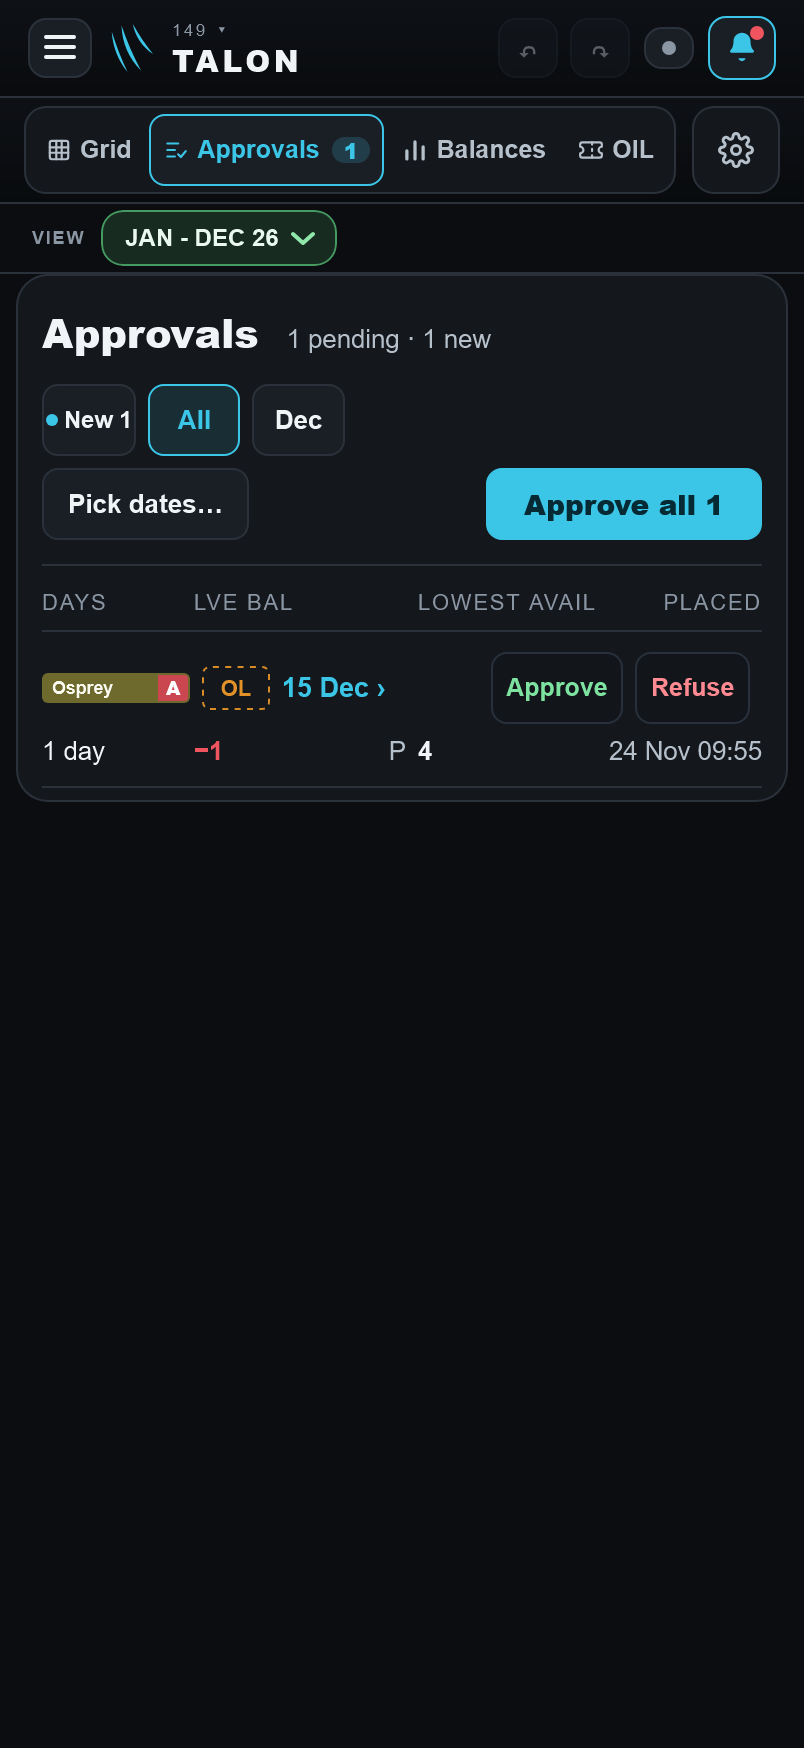 149 ▾
TALON
Grid Approvals 1 Balances OIL
VIEW JAN - DEC 26
Approvals 1 pending · 1 new
New 1 All Dec
Pick dates… Approve all 1
DAYS LVE BAL LOWEST AVAIL PLACED
Osprey A OL 15 Dec › Approve Refuse
1 day −1 P 4 24 Nov 09:55